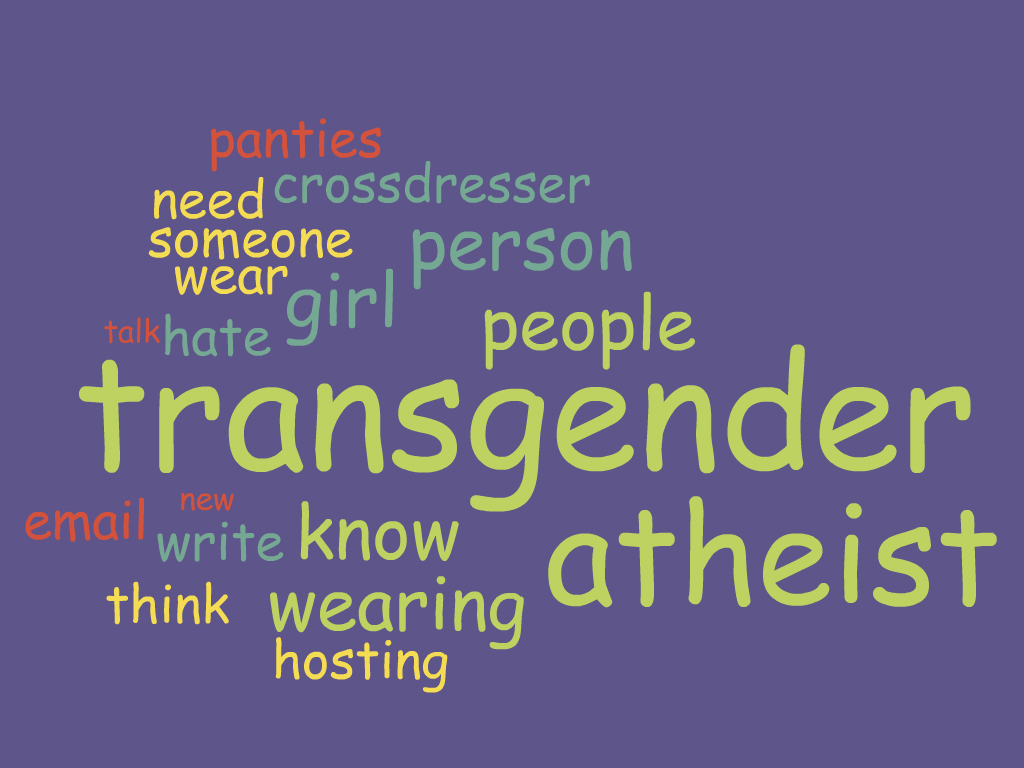 panties
need crossdresser
someone person
wear girl
talk hate people
transgender
email new
write know atheist
think wearing
hosting